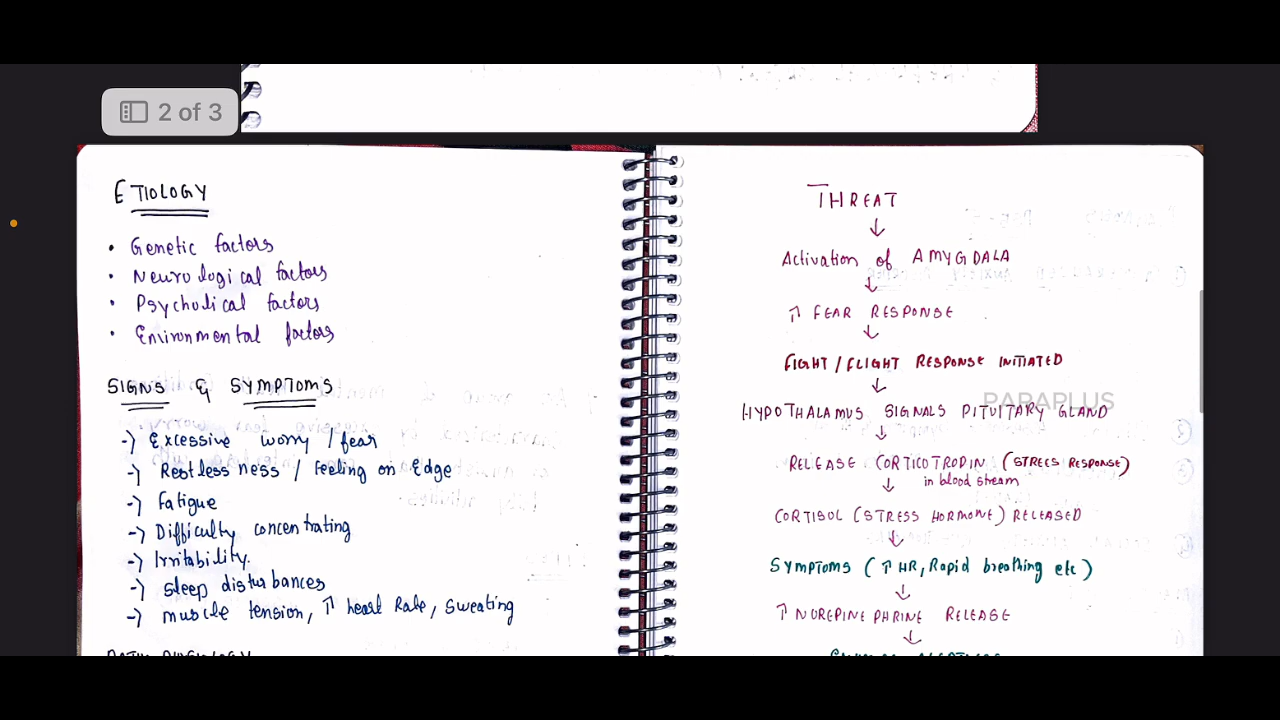 2 of 3
ETIOLOGY
• Genetic factors
• Neurological factors
• Psycholical factors
• Environmental factors
SIGNS & SYMPTOMS
-> Excessive worry / fear
-> Restlessness / Feeling on Edge
-> Fatigue
-> Difficulty concentrating
-> Irritability.
-> Sleep disturbances
-> muscle tension, ↑ heart Rate, sweating
THREAT
↓
Activation of AMYGDALA
↓
↑ FEAR RESPONSE
↓
FIGHT / FLIGHT RESPONSE INITIATED
↓
PARAPLUS
HYPOTHALAMUS SIGNALS PITUITARY GLAND
↓
RELEASE CORTICOTROPIN (STRESS RESPONSE)
↓ in blood stream
CORTISOL (STRESS HORMONE) RELEASED
↓
SYMPTOMS (↑ HR, Rapid breathing etc)
↓
↑ NOREPINEPHRINE RELEASE
↓